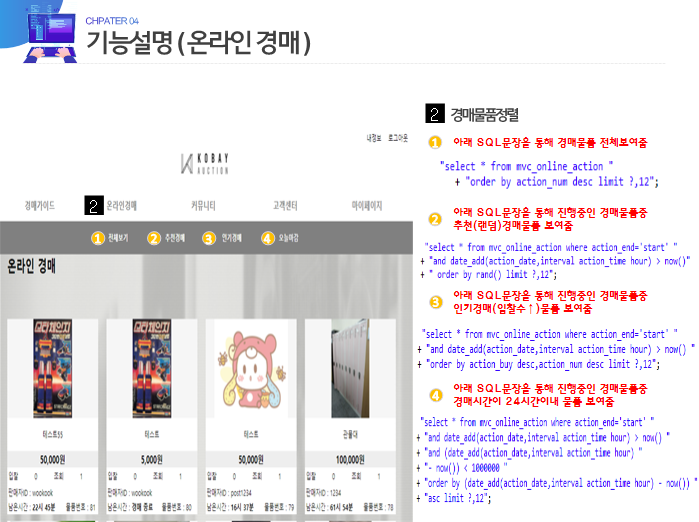 CHPATER 04
기능설명 ( 온라인 경매 )
내정보 로그아웃
KOBAY
AUCTION
경매가이드 2 온라인경매 커뮤니티 고객센터 마이페이지
1 전체보기 2 추천경매 3 인기경매 4 오늘마감
온라인 경매
테스트55
50,000원
입찰 0 조회 1
판매자ID : wookook
남은시간 : 22시 45분 물품번호 : 81
테스트
5,000원
입찰 0 조회 1
판매자ID : wookook
남은시간 : 경매 종료 물품번호 : 80
테스트
50,000원
입찰 0 조회 1
판매자ID : post1234
남은시간 : 16시 37분 물품번호 : 79
관물대
100,000원
입찰 0 조회 1
판매자ID : 1234
남은시간 : 61시 54분 물품번호 : 78
2 경매물품정렬
1 아래 SQL문장을 통해 경매물품 전체보여줌
"select * from mvc_online_action "
+ "order by action_num desc limit ?,12";
2 아래 SQL문장을 통해 진행중인 경매물품중
추천(랜덤)경매물품 보여줌
"select * from mvc_online_action where action_end='start' "
+ "and date_add(action_date,interval action_time hour) > now()"
+ " order by rand() limit ?,12";
3 아래 SQL문장을 통해 진행중인 경매물품중
인기경매(입찰수↑)물품 보여줌
"select * from mvc_online_action where action_end='start' "
+ "and date_add(action_date,interval action_time hour) > now() "
+ "order by action_buy desc,action_num desc limit ?,12";
4 아래 SQL문장을 통해 진행중인 경매물품중
경매시간이 24시간이내 물품 보여줌
"select * from mvc_online_action where action_end='start' "
+ "and date_add(action_date,interval action_time hour) > now() "
+ "and (date_add(action_date,interval action_time hour) "
+ "- now()) < 1000000 "
+ "order by (date_add(action_date,interval action_time hour) - now()) "
+ "asc limit ?,12";